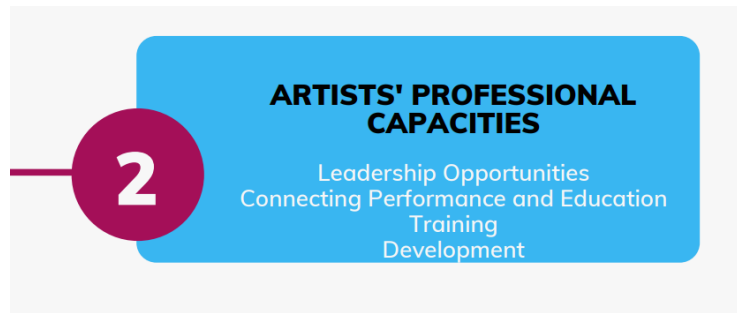 2
ARTISTS' PROFESSIONAL
CAPACITIES
Leadership Opportunities
Connecting Performance and Education
Training
Development